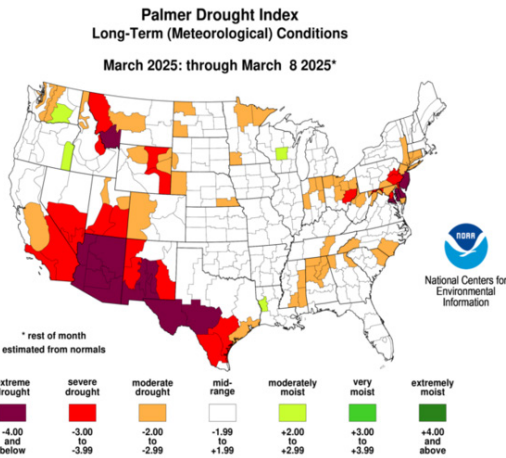 Palmer Drought Index
Long-Term (Meteorological) Conditions
March 2025: through March 8 2025*
NOAA
National Centers for
Environmental
Information
* rest of month
estimated from normals
xtreme severe moderate mid- moderately very extremely
drought drought drought range moist moist moist
-4.00 -3.00 -2.00 -1.99 +2.00 +3.00 +4.00
and to to to to to and
below -3.99 -2.99 +1.99 +2.99 +3.99 above